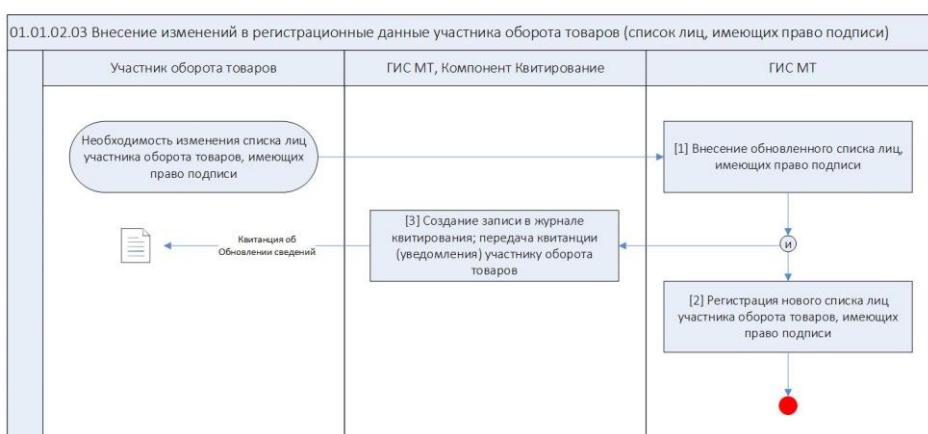 01.01.02.03 Внесение изменений в регистрационные данные участника оборота товаров (список лиц, имеющих право подписи)
Участник оборота товаров
ГИС МТ, Компонент Квитирование
ГИС МТ
Необходимость изменения списка лиц
участника оборота товаров, имеющих
право подписи
[1] Внесение обновленного списка лиц,
имеющих право подписи
и
[3] Создание записи в журнале
квитирования; передача квитанции
(уведомления) участнику оборота
товаров
Квитанция об
Обновлении сведений
[2] Регистрация нового списка лиц
участника оборота товаров, имеющих
право подписи